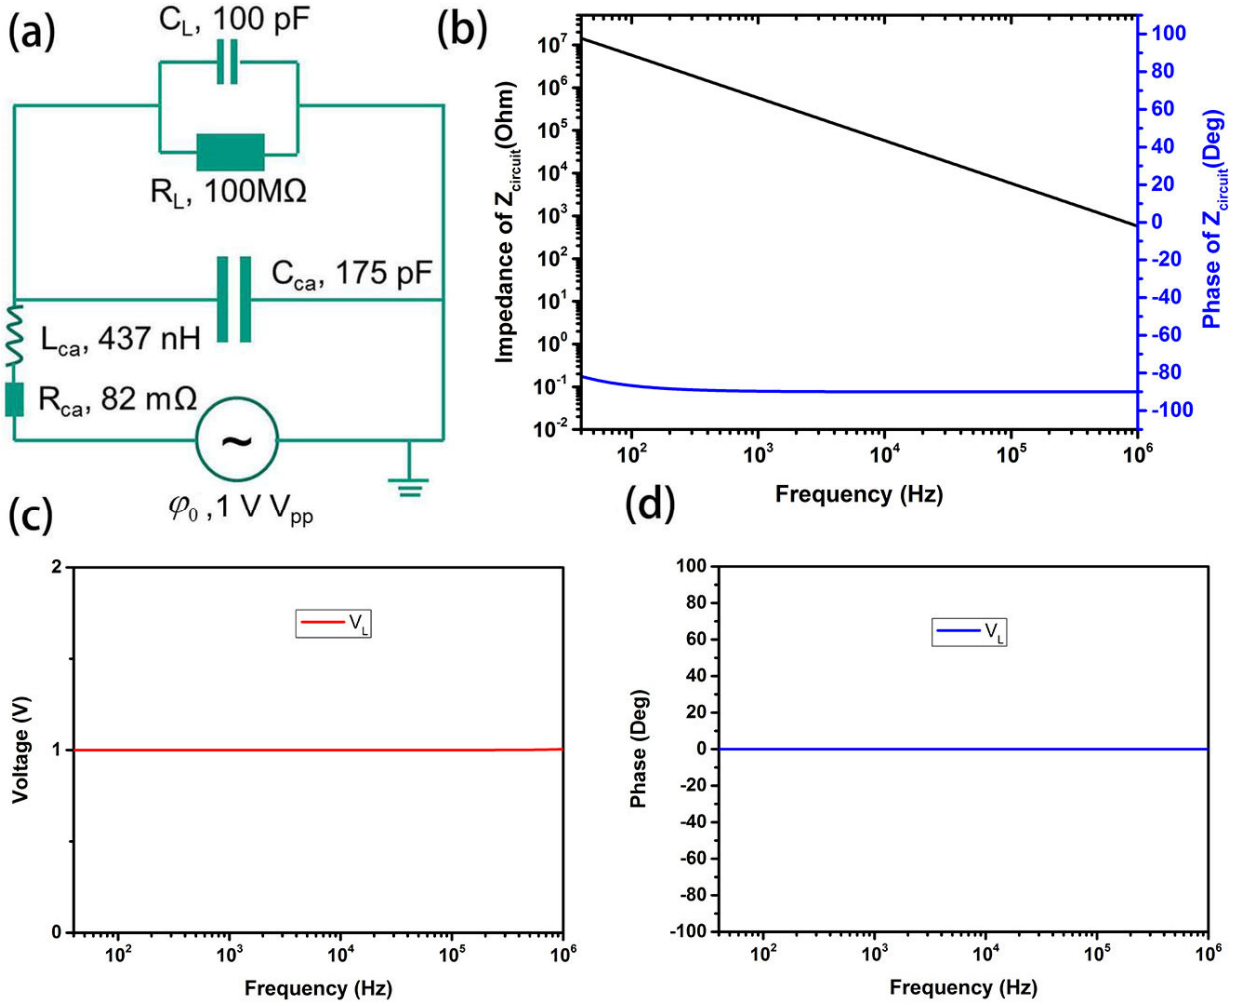 (a)
C_L, 100 pF
R_L, 100MΩ
C_ca, 175 pF
L_ca, 437 nH
R_ca, 82 mΩ
~
φ_0 ,1 V V_pp
(b)
Impedance of Z_circuit(Ohm)
10^7
10^6
10^5
10^4
10^3
10^2
10^1
10^0
10^-1
10^-2
10^2 10^3 10^4 10^5 10^6
Frequency (Hz)
100
80
60
40
20
0
-20
-40
-60
-80
-100
Phase of Z_circuit(Deg)
(c)
V_L
Voltage (V)
2
1
0
10^2 10^3 10^4 10^5 10^6
Frequency (Hz)
(d)
V_L
Phase (Deg)
100
80
60
40
20
0
-20
-40
-60
-80
-100
10^2 10^3 10^4 10^5 10^6
Frequency (Hz)